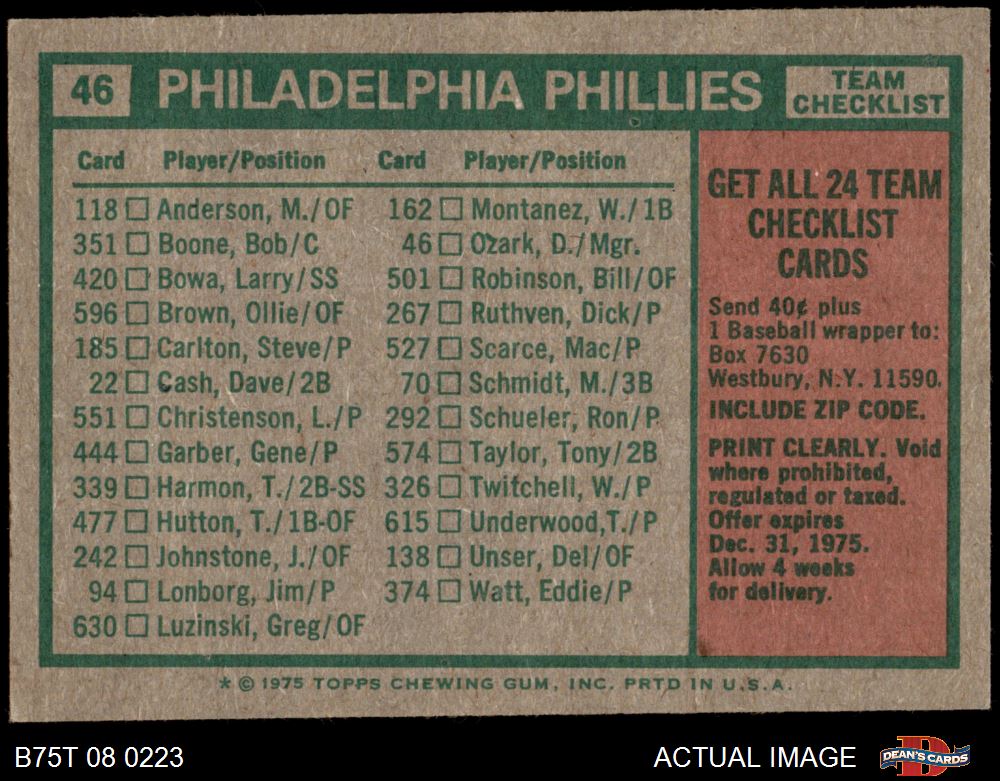 46 PHILADELPHIA PHILLIES TEAM CHECKLIST
Card Player/Position Card Player/Position
118 Anderson, M./OF 162 Montanez, W./1B
351 Boone, Bob/C 46 Ozark, D./Mgr.
420 Bowa, Larry/SS 501 Robinson, Bill/OF
596 Brown, Ollie/OF 267 Ruthven, Dick/P
185 Carlton, Steve/P 527 Scarce, Mac/P
22 Cash, Dave/2B 70 Schmidt, M./3B
551 Christenson, L./P 292 Schueler, Ron/P
444 Garber, Gene/P 574 Taylor, Tony/2B
339 Harmon, T./2B-SS 326 Twitchell, W./P
477 Hutton, T./1B-OF 615 Underwood,T./P
242 Johnstone, J./OF 138 Unser, Del/OF
94 Lonborg, Jim/P 374 Watt, Eddie/P
630 Luzinski, Greg/OF
GET ALL 24 TEAM
CHECKLIST
CARDS
Send 40¢ plus
1 Baseball wrapper to:
Box 7630
Westbury, N.Y. 11590.
INCLUDE ZIP CODE.
PRINT CLEARLY. Void
where prohibited,
regulated or taxed.
Offer expires
Dec. 31, 1975.
Allow 4 weeks
for delivery.
* © 1975 TOPPS CHEWING GUM, INC. PRTD IN U.S.A.
B75T 08 0223 ACTUAL IMAGE DEAN'S CARDS